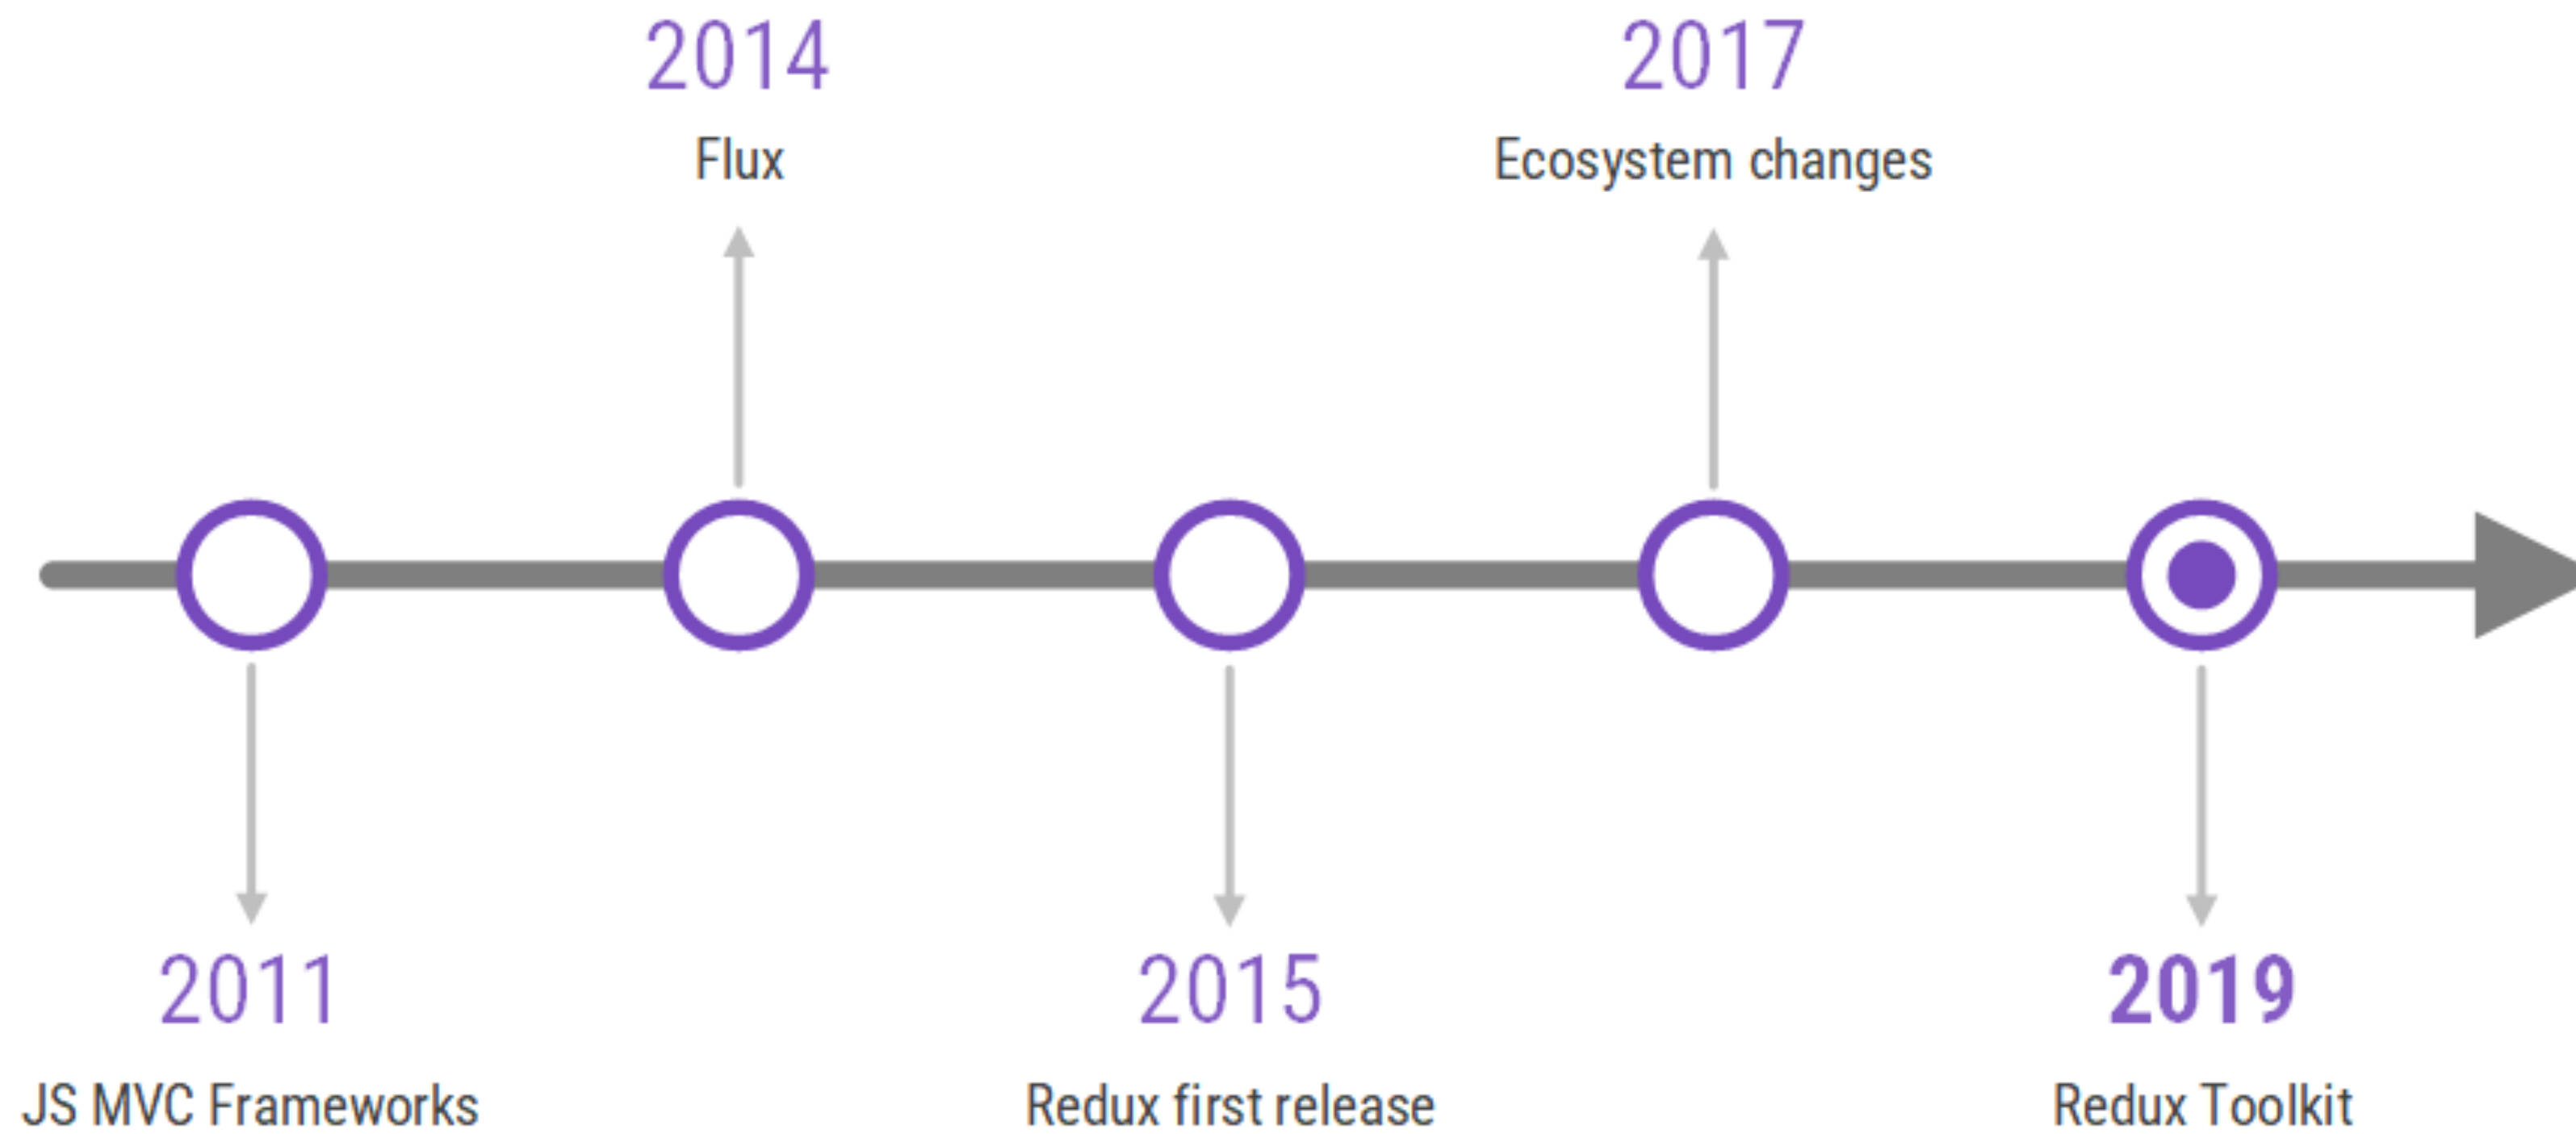 2014
Flux
2017
Ecosystem changes
2011
JS MVC Frameworks
2015
Redux first release
2019
Redux Toolkit